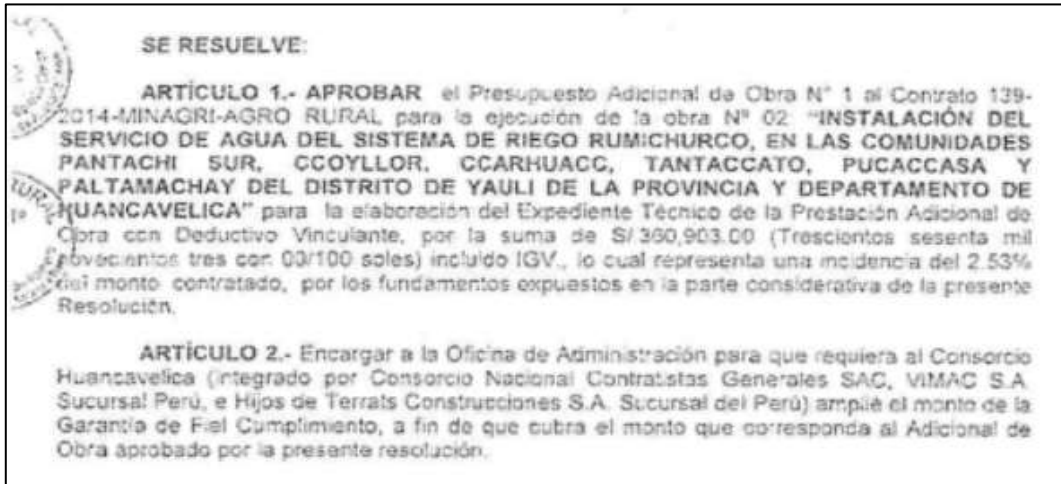 SE RESUELVE:
ARTÍCULO 1.- APROBAR el Presupuesto Adicional de Obra N° 1 al Contrato 139-
2014-MINAGRI-AGRO RURAL para la ejecución de la obra N° 02: "INSTALACIÓN DEL
SERVICIO DE AGUA DEL SISTEMA DE RIEGO RUMICHURCO, EN LAS COMUNIDADES
PANTACHI SUR, CCOYLLOR, CCARHUACC, TANTACCATO, PUCACCASA Y
PALTAMACHAY DEL DISTRITO DE YAULI DE LA PROVINCIA Y DEPARTAMENTO DE
HUANCAVELICA" para la elaboración del Expediente Técnico de la Prestación Adicional de
Obra con Deductivo Vinculante, por la suma de S/.360,903.00 (Trescientos sesenta mil
novecientos tres con 00/100 soles) incluido IGV., lo cual representa una incidencia del 2.53%
del monto contratado, por los fundamentos expuestos en la parte considerativa de la presente
Resolución.
ARTÍCULO 2.- Encargar a la Oficina de Administración para que requiera al Consorcio
Huancavelica (integrado por Consorcio Nacional Contratistas Generales SAC, VIMAC S.A.
Sucursal Perú, e Hijos de Terrats Construcciones S.A. Sucursal del Perú) amplié el monto de la
Garantía de Fiel Cumplimiento, a fin de que cubra el monto que corresponda al Adicional de
Obra aprobado por la presente resolución.
RURAL